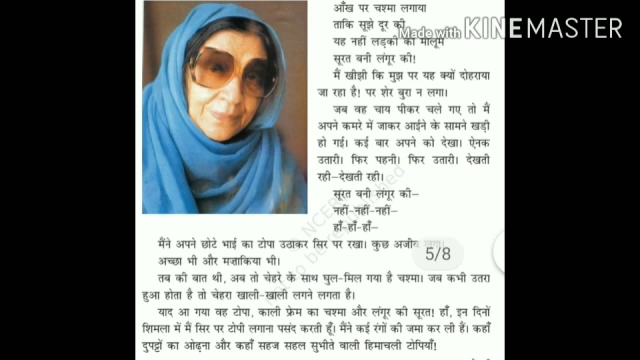 आँख पर चश्मा लगाया
ताकि सूझे दूर की
Made with KINEMASTER
यह नहीं लड़की को मालूम
सूरत बनी लंगूर की!
मैं खीझी कि मुझ पर यह क्यों दोहराया
जा रहा है! पर शेर बुरा न लगा।
जब वह चाय पीकर चले गए तो मैं
अपने कमरे में जाकर आईने के सामने खड़ी
हो गई। कई बार अपने को देखा। ऐनक
उतारी। फिर पहनी। फिर उतारी। देखती
रही–देखती रही।
सूरत बनी लंगूर की–
नहीं-नहीं-नहीं–
हाँ-हाँ-हाँ–
मैंने अपने छोटे भाई का टोपा उठाकर सिर पर रखा। कुछ अजीब लगा।
5/8
अच्छा भी और मज़ाकिया भी।
तब की बात थी, अब तो चेहरे के साथ घुल-मिल गया है चश्मा। जब कभी उतरा
हुआ होता है तो चेहरा खाली-खाली लगने लगता है।
याद आ गया वह टोपा, काली फ्रेम का चश्मा और लंगूर की सूरत! हाँ, इन दिनों
शिमला में मैं सिर पर टोपी लगाना पसंद करती हूँ। मैंने कई रंगों की जमा कर ली हैं। कहाँ
दुपट्टों का ओढ़ना और कहाँ सहज सहल सुभीते वाली हिमाचली टोपियाँ!